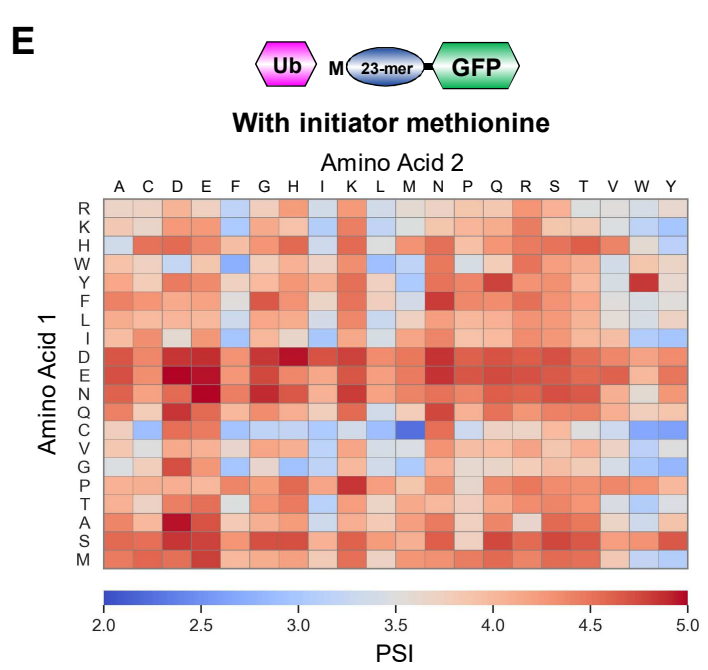 E
Ub M 23-mer GFP
With initiator methionine
Amino Acid 2
A C D E F G H I K L M N P Q R S T V W Y
Amino Acid 1
R
K
H
W
Y
F
L
I
D
E
N
Q
C
V
G
P
T
A
S
M
2.0 2.5 3.0 3.5 4.0 4.5 5.0
PSI